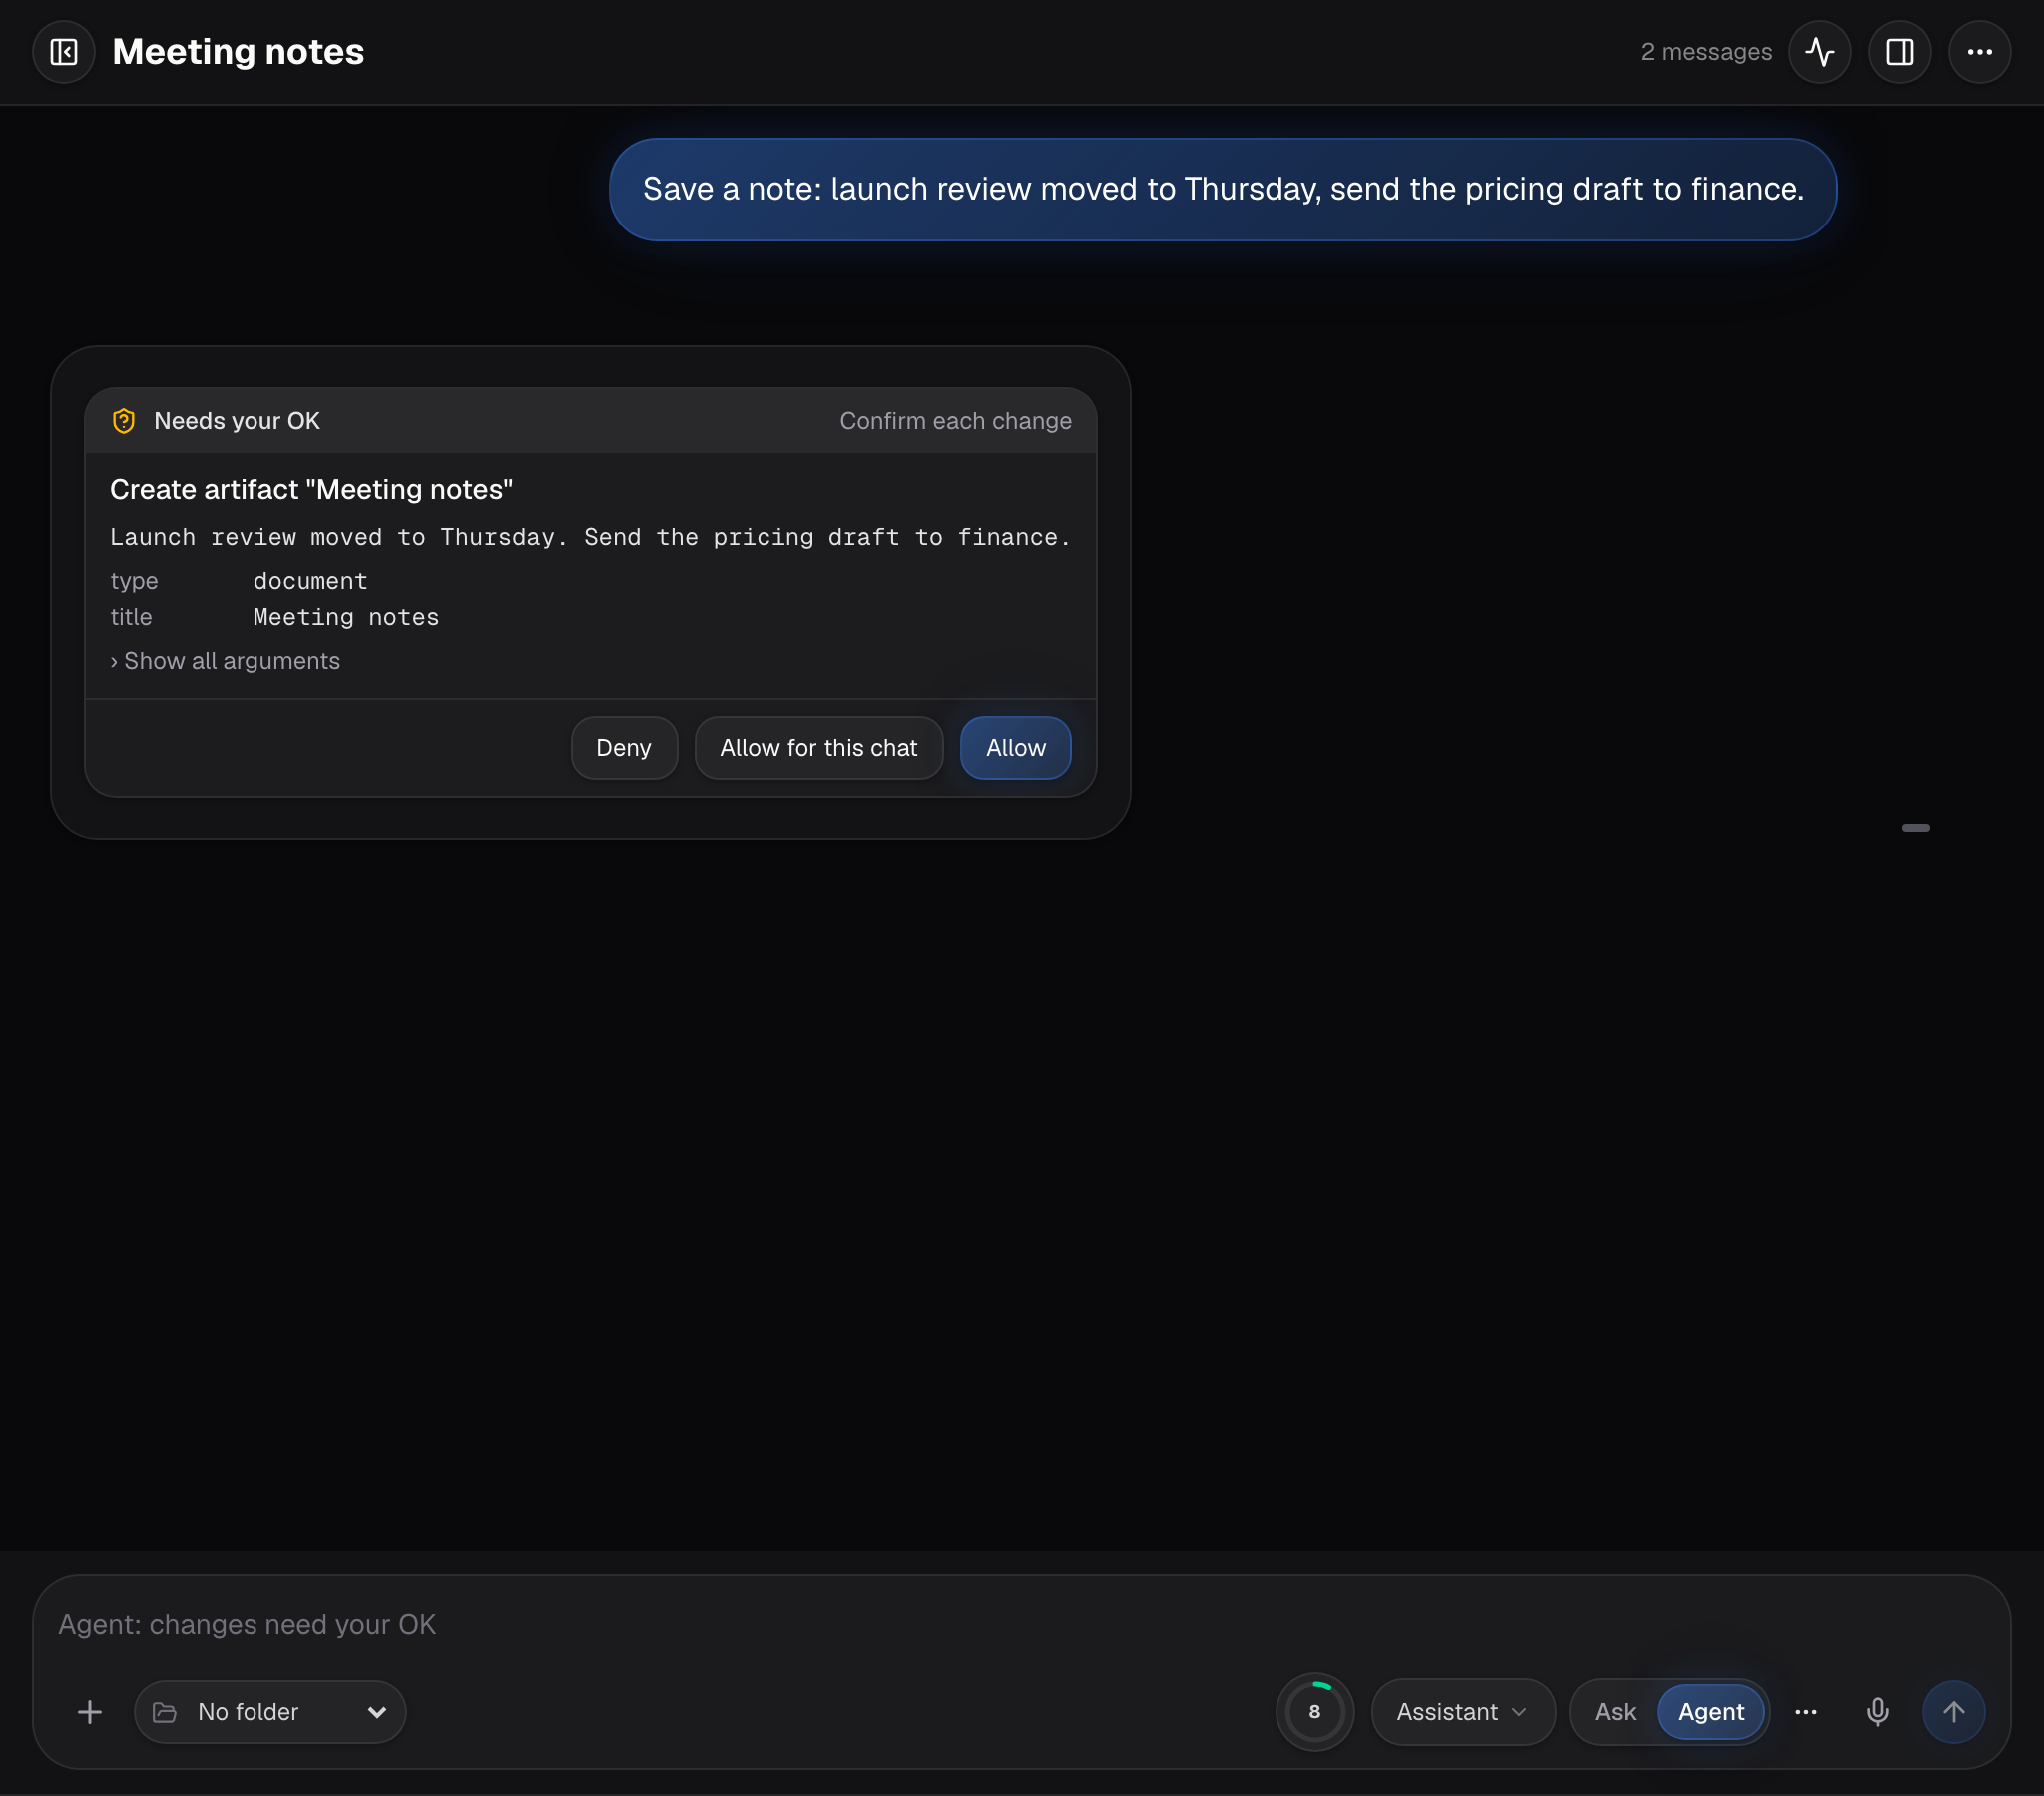 Meeting notes
2 messages
Save a note: launch review moved to Thursday, send the pricing draft to finance.
Needs your OK
Confirm each change
Create artifact "Meeting notes"
Launch review moved to Thursday. Send the pricing draft to finance.
type document
title Meeting notes
› Show all arguments
Deny
Allow for this chat
Allow
Agent: changes need your OK
No folder
8
Assistant
Ask
Agent